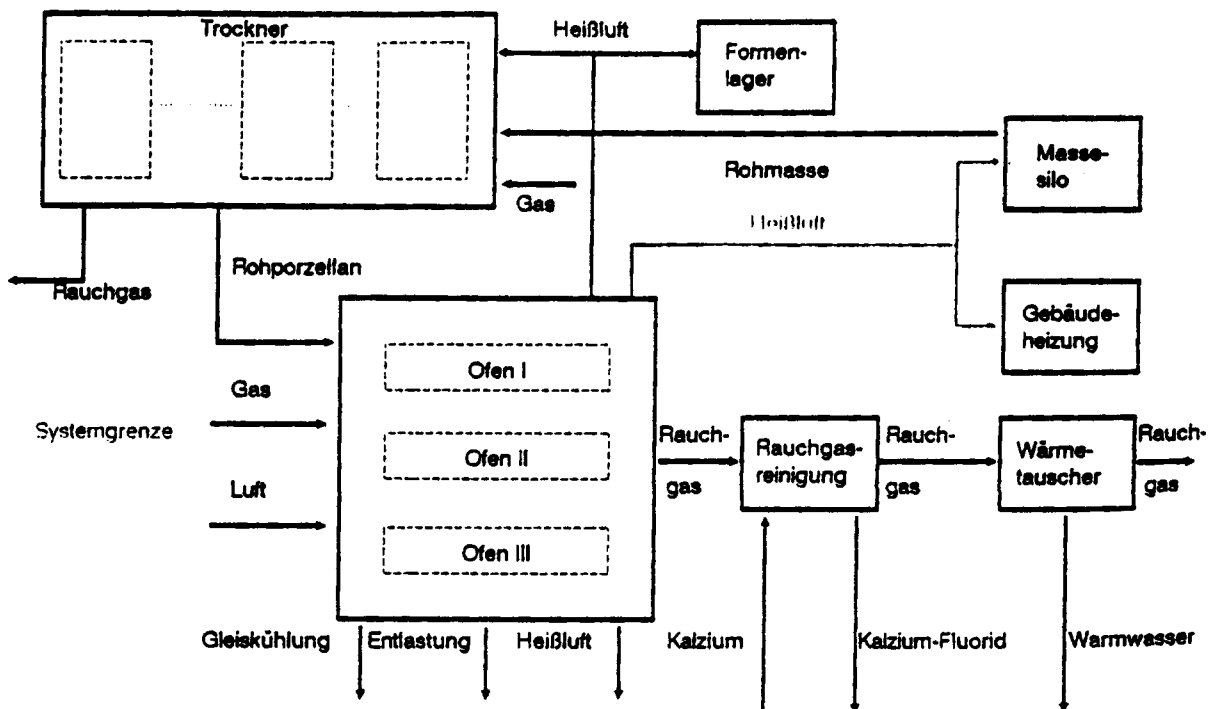 Trockner
Heißluft
Formen-
lager
Rohmasse
Masse-
silo
Gas
Heißluft
Rohporzellan
Rauchgas
Gebäude-
heizung
Ofen I
Gas
Systemgrenze
Ofen II
Rauch-
gas
Rauchgas-
reinigung
Rauch-
gas
Wärme-
tauscher
Rauch-
gas
Luft
Ofen III
Gleiskühlung
Entlastung
Heißluft
Kalzium
Kalzium-Fluorid
Warmwasser